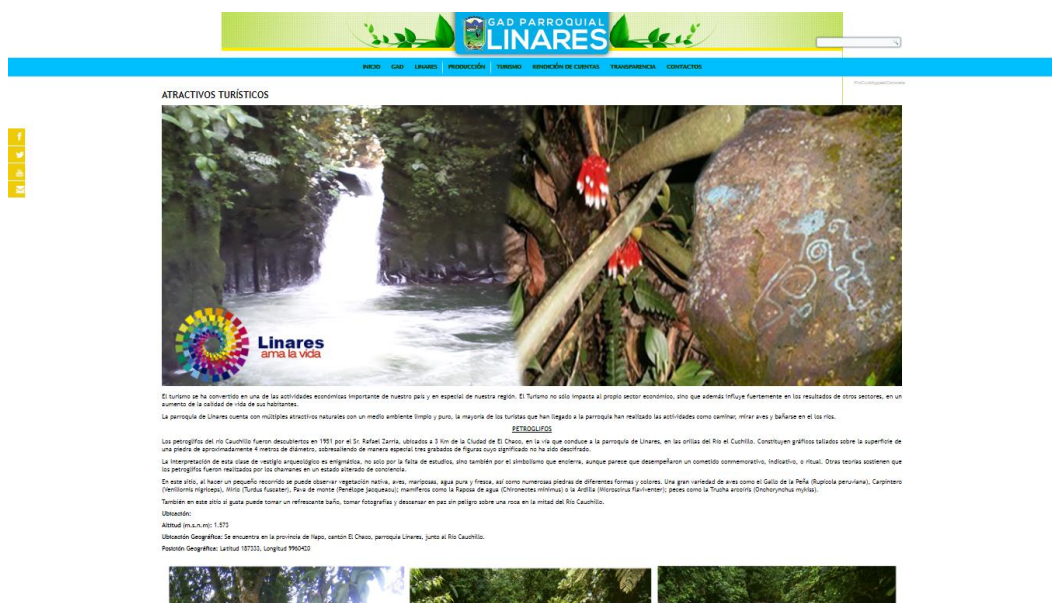 GAD PARROQUIAL
LINARES
INICIO GAD LINARES PRODUCCIÓN TURISMO RENDICIÓN DE CUENTAS TRANSPARENCIA CONTACTOS
ATRACTIVOS TURÍSTICOS
Linares
ama la vida
El turismo se ha convertido en una de las actividades económicas importante de nuestro país y en especial de nuestra región. El Turismo no sólo impacta al propio sector económico, sino que además influye fuertemente en los resultados de otros sectores, en un
aumento de la calidad de vida de sus habitantes.
La parroquia de Linares cuenta con múltiples atractivos naturales con un medio ambiente limpio y puro, la mayoría de los turistas que han llegado a la parroquia han realizado las actividades como caminar, mirar aves y bañarse en el los ríos.
PETROGLIFOS
Los petroglifos del río Cauchillo fueron descubiertos en 1951 por el Sr. Rafael Zarria, ubicados a 3 Km de la Ciudad de El Chaco, en la vía que conduce a la parroquia de Linares, en las orillas del Río el Cuchillo. Constituyen gráficos tallados sobre la superficie de
una piedra de aproximadamente 4 metros de diámetro, sobresaliendo de manera especial tres grabados de figuras cuyo significado no ha sido descifrado.
La interpretación de esta clase de vestigio arqueológico es enigmática, no solo por la falta de estudios, sino también por el simbolismo que encierra, aunque parece que desempeñaron un cometido conmemorativo, indicativo, o ritual. Otras teorías sostienen que
los petroglifos fueron realizados por los chamanes en un estado alterado de conciencia.
En este sitio, al hacer un pequeño recorrido se puede observar vegetación nativa, aves, mariposas, agua pura y fresca, así como numerosas piedras de diferentes formas y colores. Una gran variedad de aves como el Gallo de la Peña (Rupicola peruviana), Carpintero
(Vemiliornis nigriceps), Mirlo (Turdus fuscater), Pava de monte (Penelope jacquacu); mamíferos como la Raposa de agua (Chironectes minimus) o la Ardilla (Microscirus flaviventer); peces como la Trucha arcoiris (Onchorynchus mykiss).
También en este sitio si gusta puede tomar un refrescante baño, tomar fotografías y descansar en paz sin peligro sobre una roca en la mitad del Río Cauchillo.
Ubicación:
Altitud (m.s.n.m): 1.573
Ubicación Geográfica: Se encuentra en la provincia de Napo, cantón El Chaco, parroquia Linares, junto al Río Cauchillo.
Posición Geográfica: Latitud 187333, Longitud 9960420